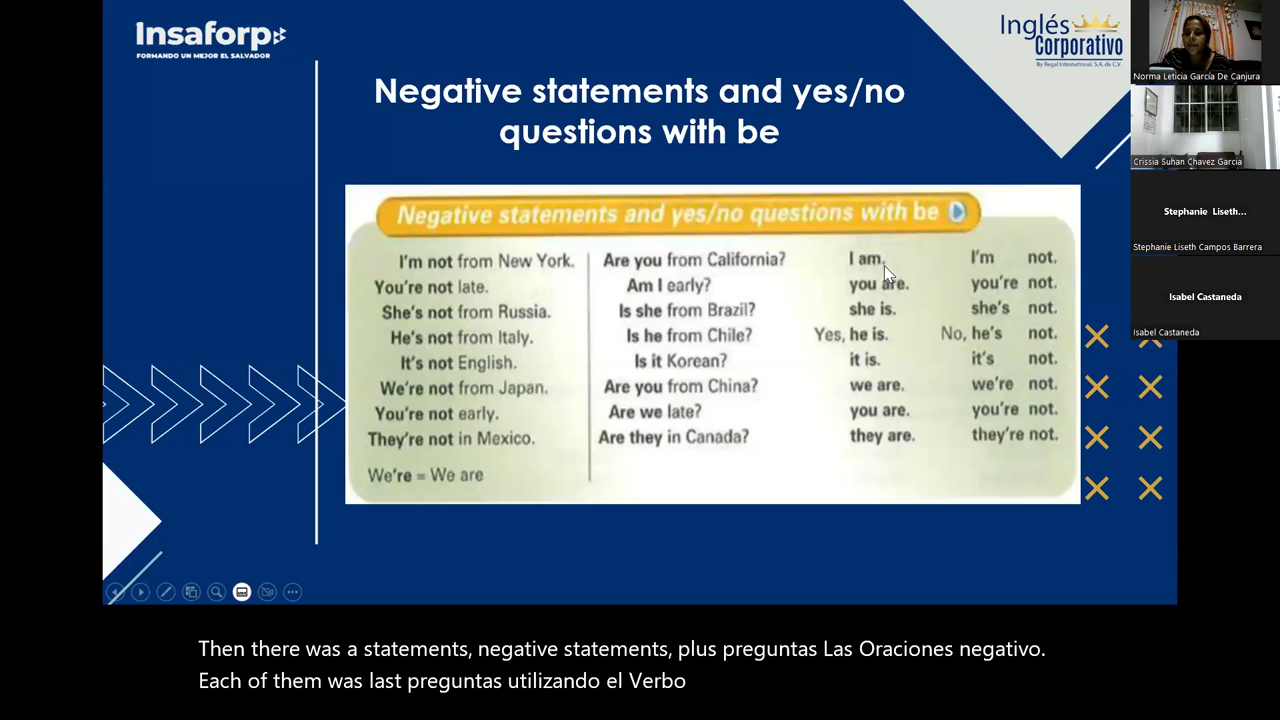 Insaforp
FORMANDO UN MEJOR EL SALVADOR
Inglés
Corporativo
By Regal International, S.A. de C.V.
Negative statements and yes/no
questions with be
Negative statements and yes/no questions with be
I'm not from New York.
You're not late.
She's not from Russia.
He's not from Italy.
It's not English.
We're not from Japan.
You're not early.
They're not in Mexico.
We're = We are
Are you from California? I am. I'm not.
Am I early? you are. you're not.
Is she from Brazil? she is. she's not.
Is he from Chile? Yes, he is. No, he's not.
Is it Korean? it is. it's not.
Are you from China? we are. we're not.
Are we late? you are. you're not.
Are they in Canada? they are. they're not.
Norma Leticia García De Canjura
Crissia Suhan Chavez Garcia
Stephanie Liseth...
Stephanie Liseth Campos Barrera
Isabel Castaneda
Isabel Castaneda
Then there was a statements, negative statements, plus preguntas Las Oraciones negativo.
Each of them was last preguntas utilizando el Verbo